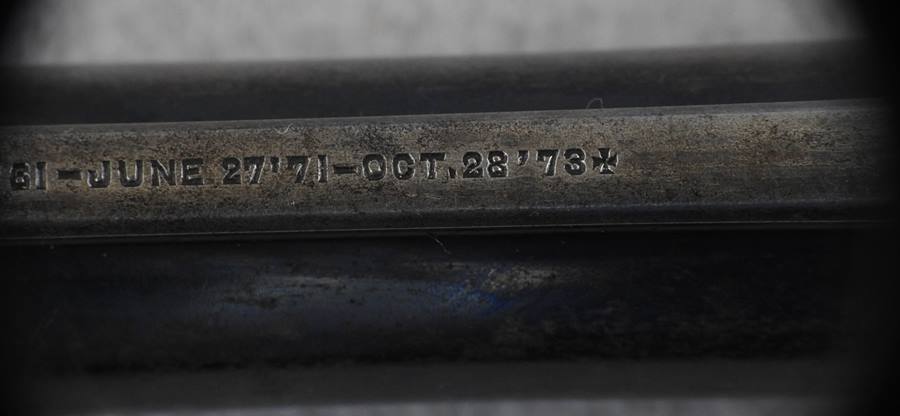 61 - JUNE 27'71 - OCT. 28 '73 ✠